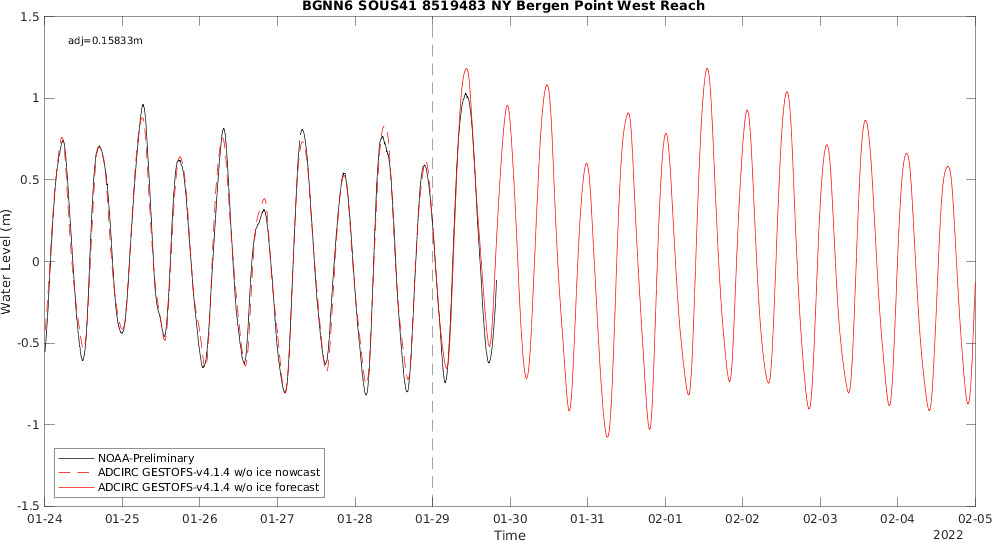 BGNN6 SOUS41 8519483 NY Bergen Point West Reach
adj=0.15833m
1.5
1
0.5
0
-0.5
-1
-1.5
Water Level (m)
NOAA-Preliminary
ADCIRC GESTOFS-v4.1.4 w/o ice nowcast
ADCIRC GESTOFS-v4.1.4 w/o ice forecast
01-24 01-25 01-26 01-27 01-28 01-29 01-30 01-31 02-01 02-02 02-03 02-04 02-05
Time
2022